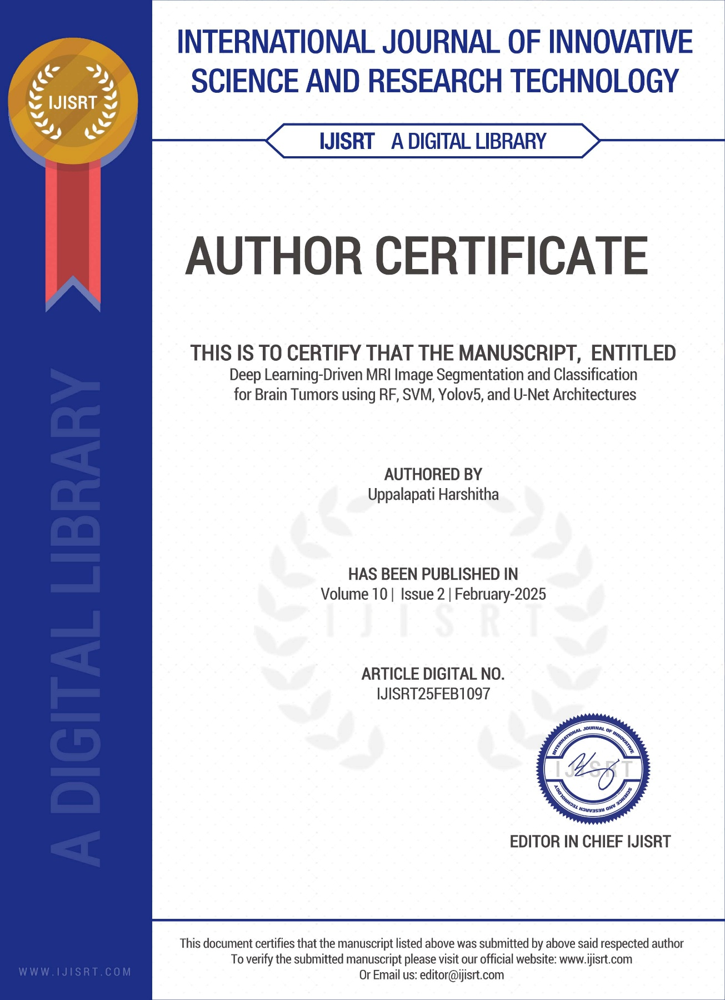 INTERNATIONAL JOURNAL OF INNOVATIVE
SCIENCE AND RESEARCH TECHNOLOGY
IJISRT
IJISRT A DIGITAL LIBRARY
AUTHOR CERTIFICATE
THIS IS TO CERTIFY THAT THE MANUSCRIPT, ENTITLED
Deep Learning-Driven MRI Image Segmentation and Classification
for Brain Tumors using RF, SVM, Yolov5, and U-Net Architectures
A DIGITAL LIBRARY
AUTHORED BY
Uppalapati Harshitha
HAS BEEN PUBLISHED IN
Volume 10 | Issue 2 | February-2025
IJISRT
ARTICLE DIGITAL NO.
IJISRT25FEB1097
INTERNATIONAL JOURNAL OF INNOVATIVE
IJISRT
SCIENCE AND RESEARCH TECHNOLOGY
EDITOR IN CHIEF IJISRT
This document certifies that the manuscript listed above was submitted by above said respected author
To verify the submitted manuscript please visit our official website: www.ijisrt.com
Or Email us: editor@ijisrt.com
WWW.IJISRT.COM